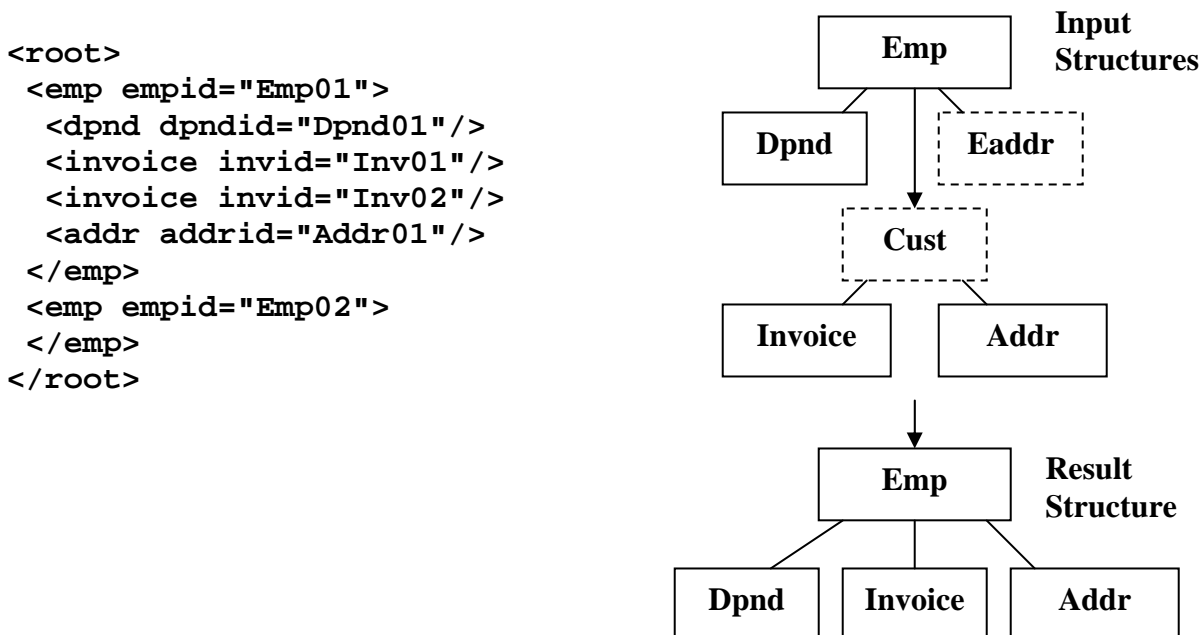 <root>
<emp empid="Emp01">
<dpnd dpndid="Dpnd01"/>
<invoice invid="Inv01"/>
<invoice invid="Inv02"/>
<addr addrid="Addr01"/>
</emp>
<emp empid="Emp02">
</emp>
</root>
Input
Structures
Emp
Dpnd
Eaddr
Cust
Invoice
Addr
Emp
Result
Structure
Dpnd
Invoice
Addr